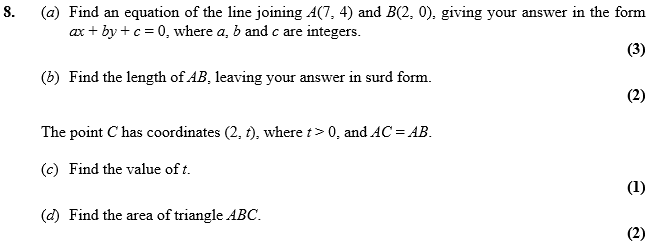 8. (a) Find an equation of the line joining A(7, 4) and B(2, 0), giving your answer in the form
ax + by + c = 0, where a, b and c are integers.
(3)
(b) Find the length of AB, leaving your answer in surd form.
(2)
The point C has coordinates (2, t), where t > 0, and AC = AB.
(c) Find the value of t.
(1)
(d) Find the area of triangle ABC.
(2)